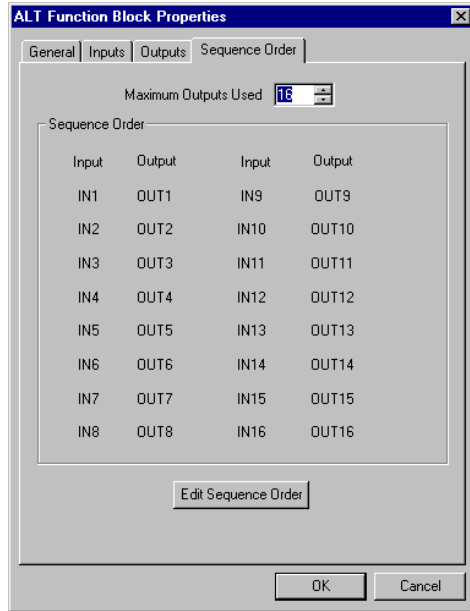 ALT Function Block Properties
General Inputs Outputs Sequence Order
Maximum Outputs Used 16
Sequence Order
Input Output Input Output
IN1 OUT1 IN9 OUT9
IN2 OUT2 IN10 OUT10
IN3 OUT3 IN11 OUT11
IN4 OUT4 IN12 OUT12
IN5 OUT5 IN13 OUT13
IN6 OUT6 IN14 OUT14
IN7 OUT7 IN15 OUT15
IN8 OUT8 IN16 OUT16
Edit Sequence Order
OK Cancel